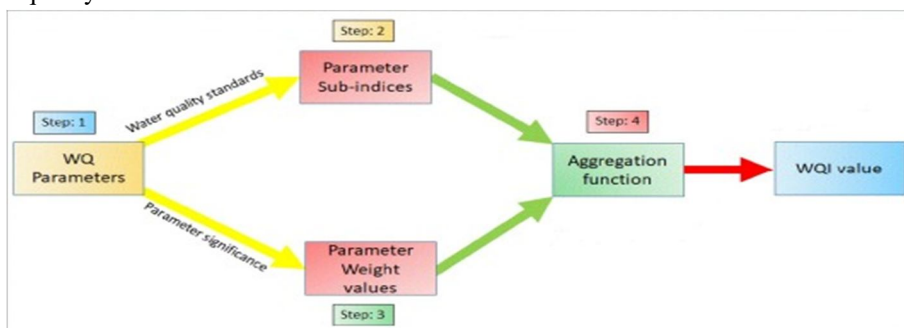 Step: 2
Parameter
Sub-indices
Water quality standards
Step: 1
WQ
Parameters
Step: 4
Aggregation
function
WQI value
Parameter significance
Parameter
Weight
values
Step: 3